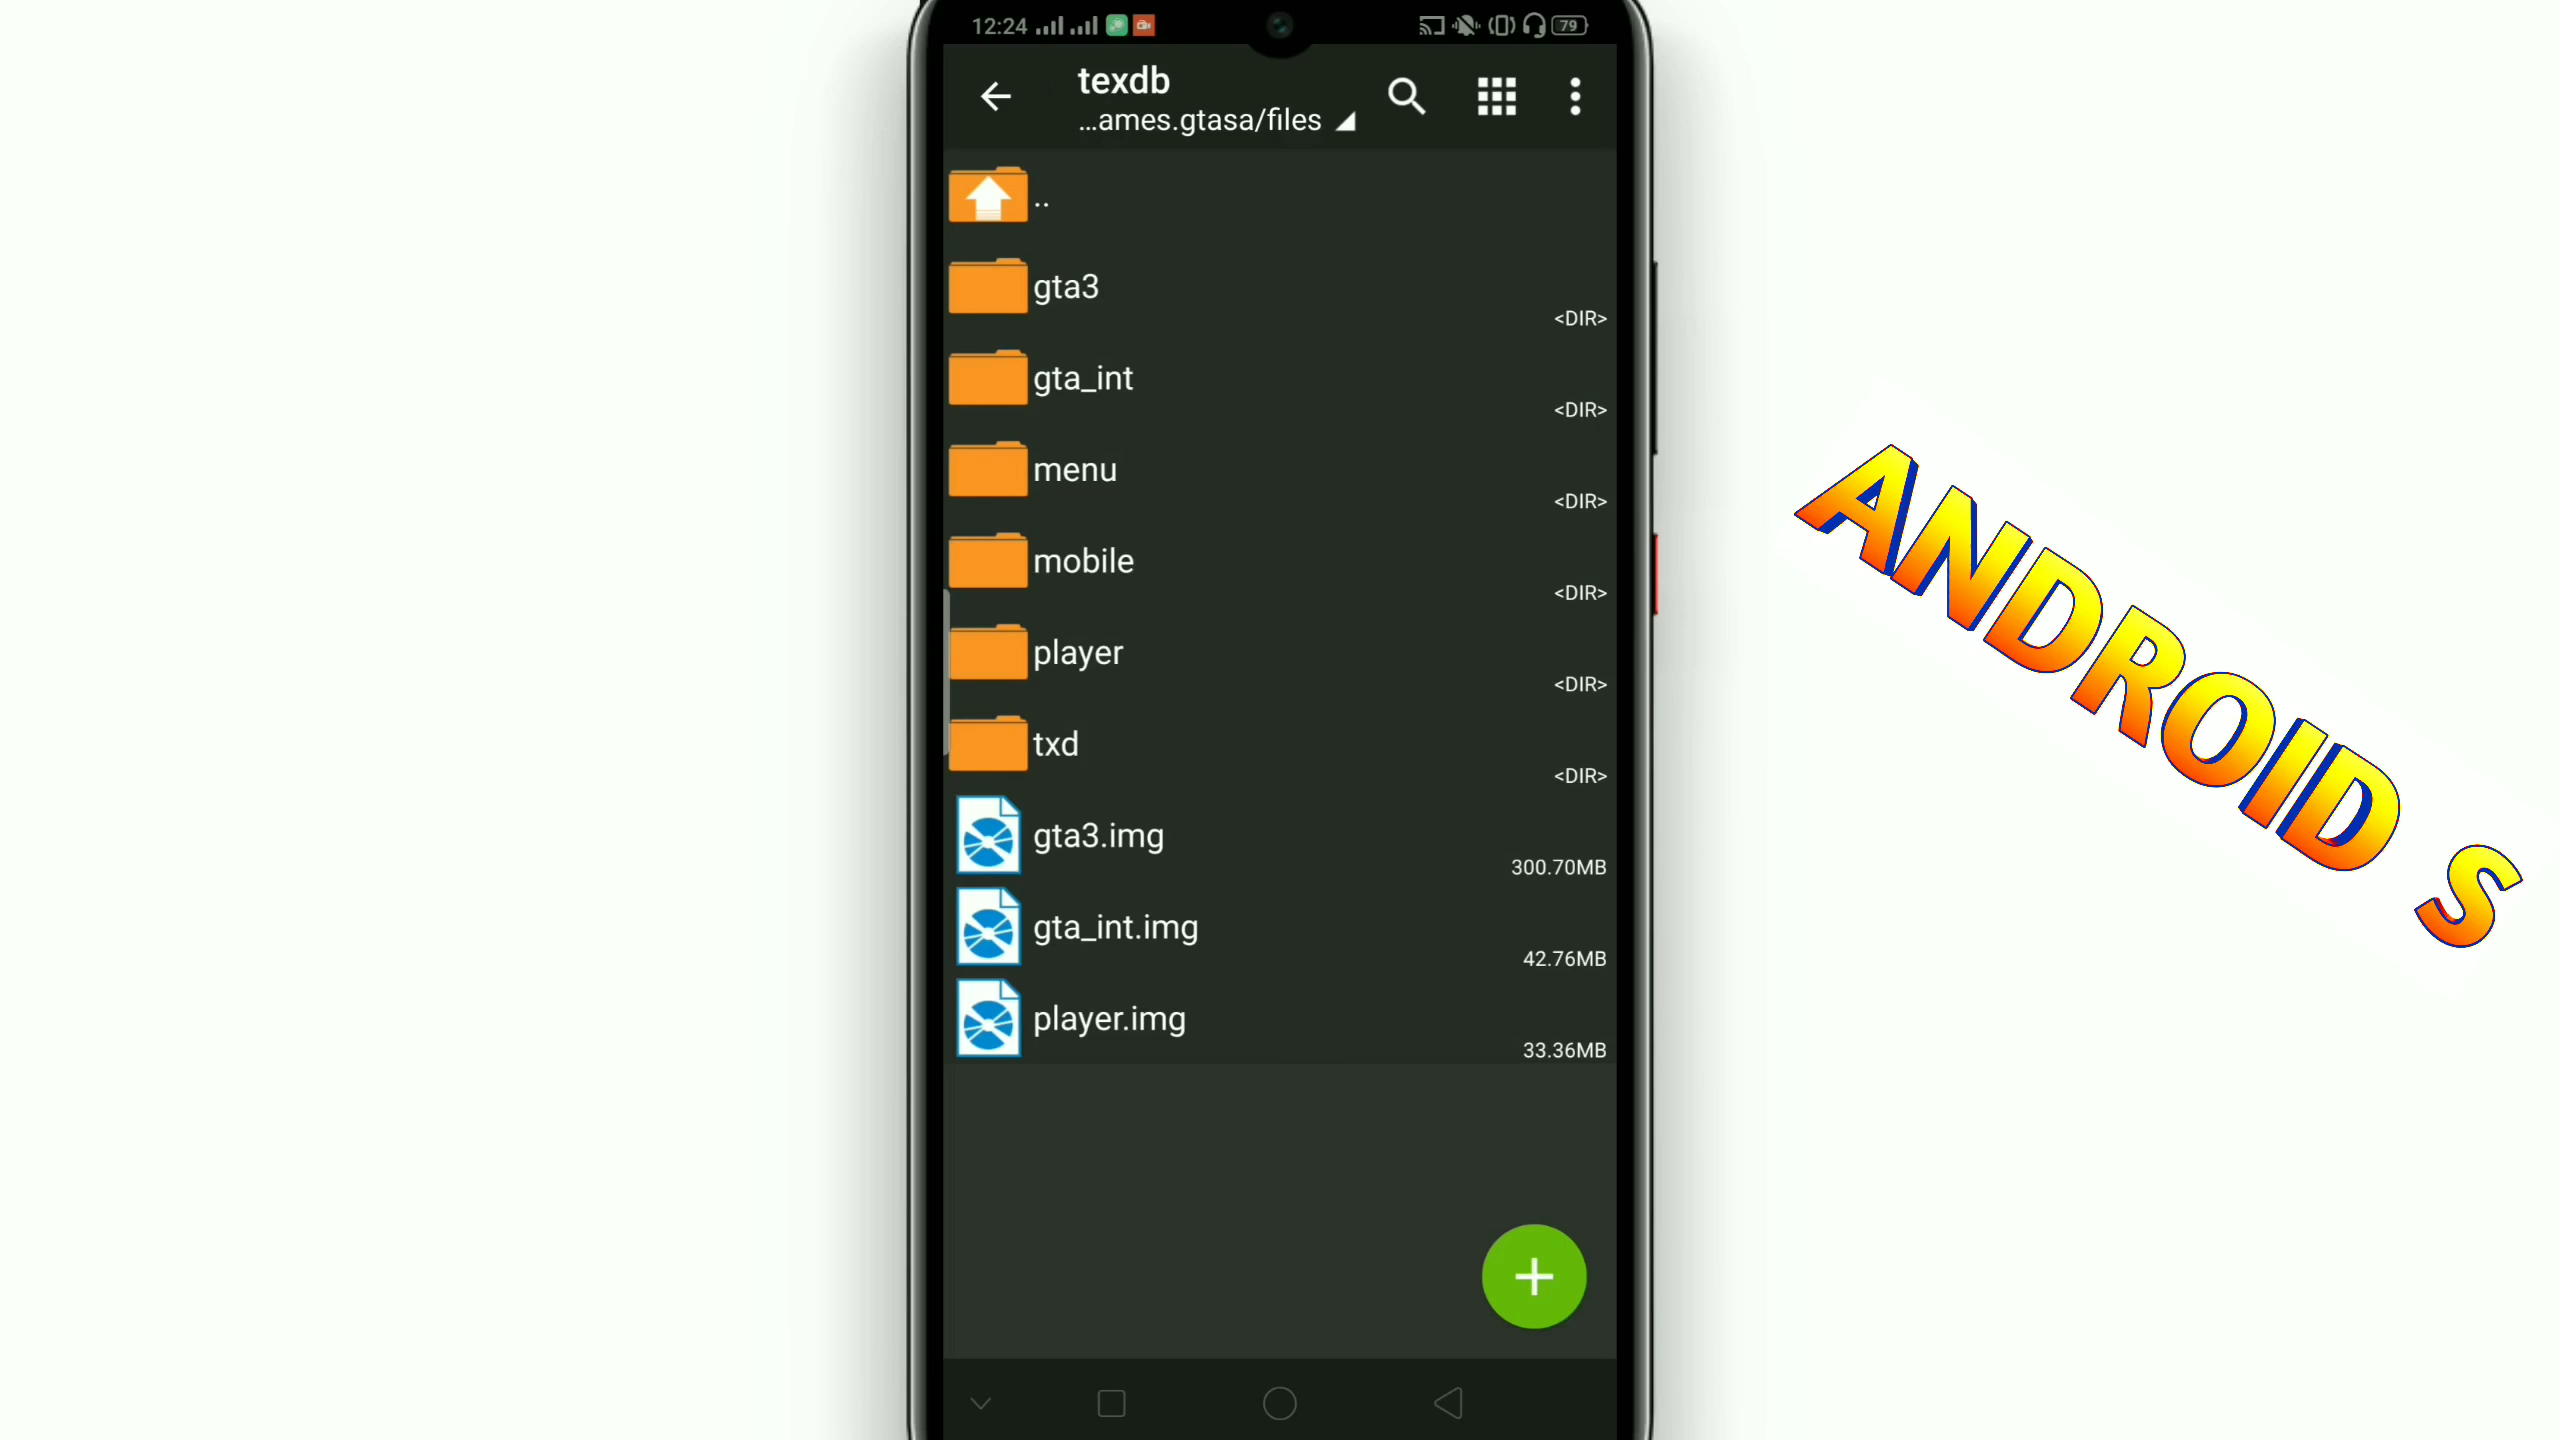 12:24
79
texdb
...ames.gtasa/files
..
gta3
<DIR>
gta_int
<DIR>
menu
<DIR>
mobile
<DIR>
player
<DIR>
txd
<DIR>
gta3.img
300.70MB
gta_int.img
42.76MB
player.img
33.36MB
ANDROID S